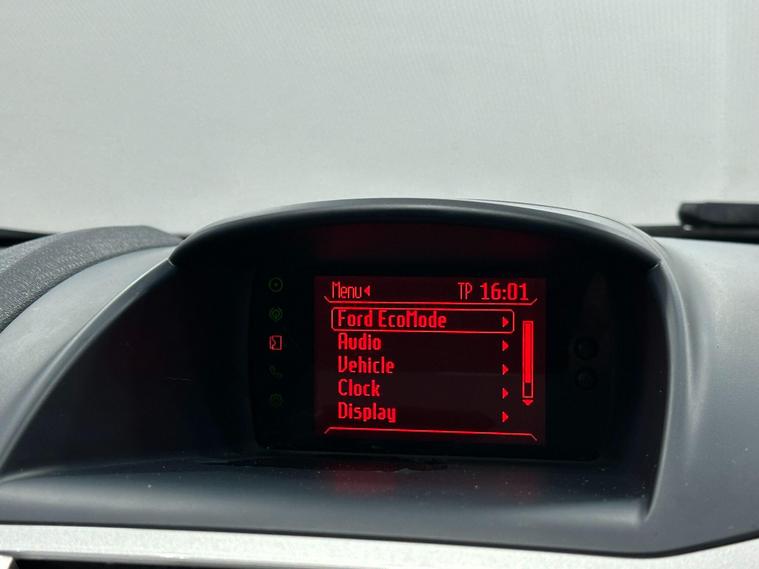 Menu TP 16:01
Ford EcoMode
Audio
Vehicle
Clock
Display